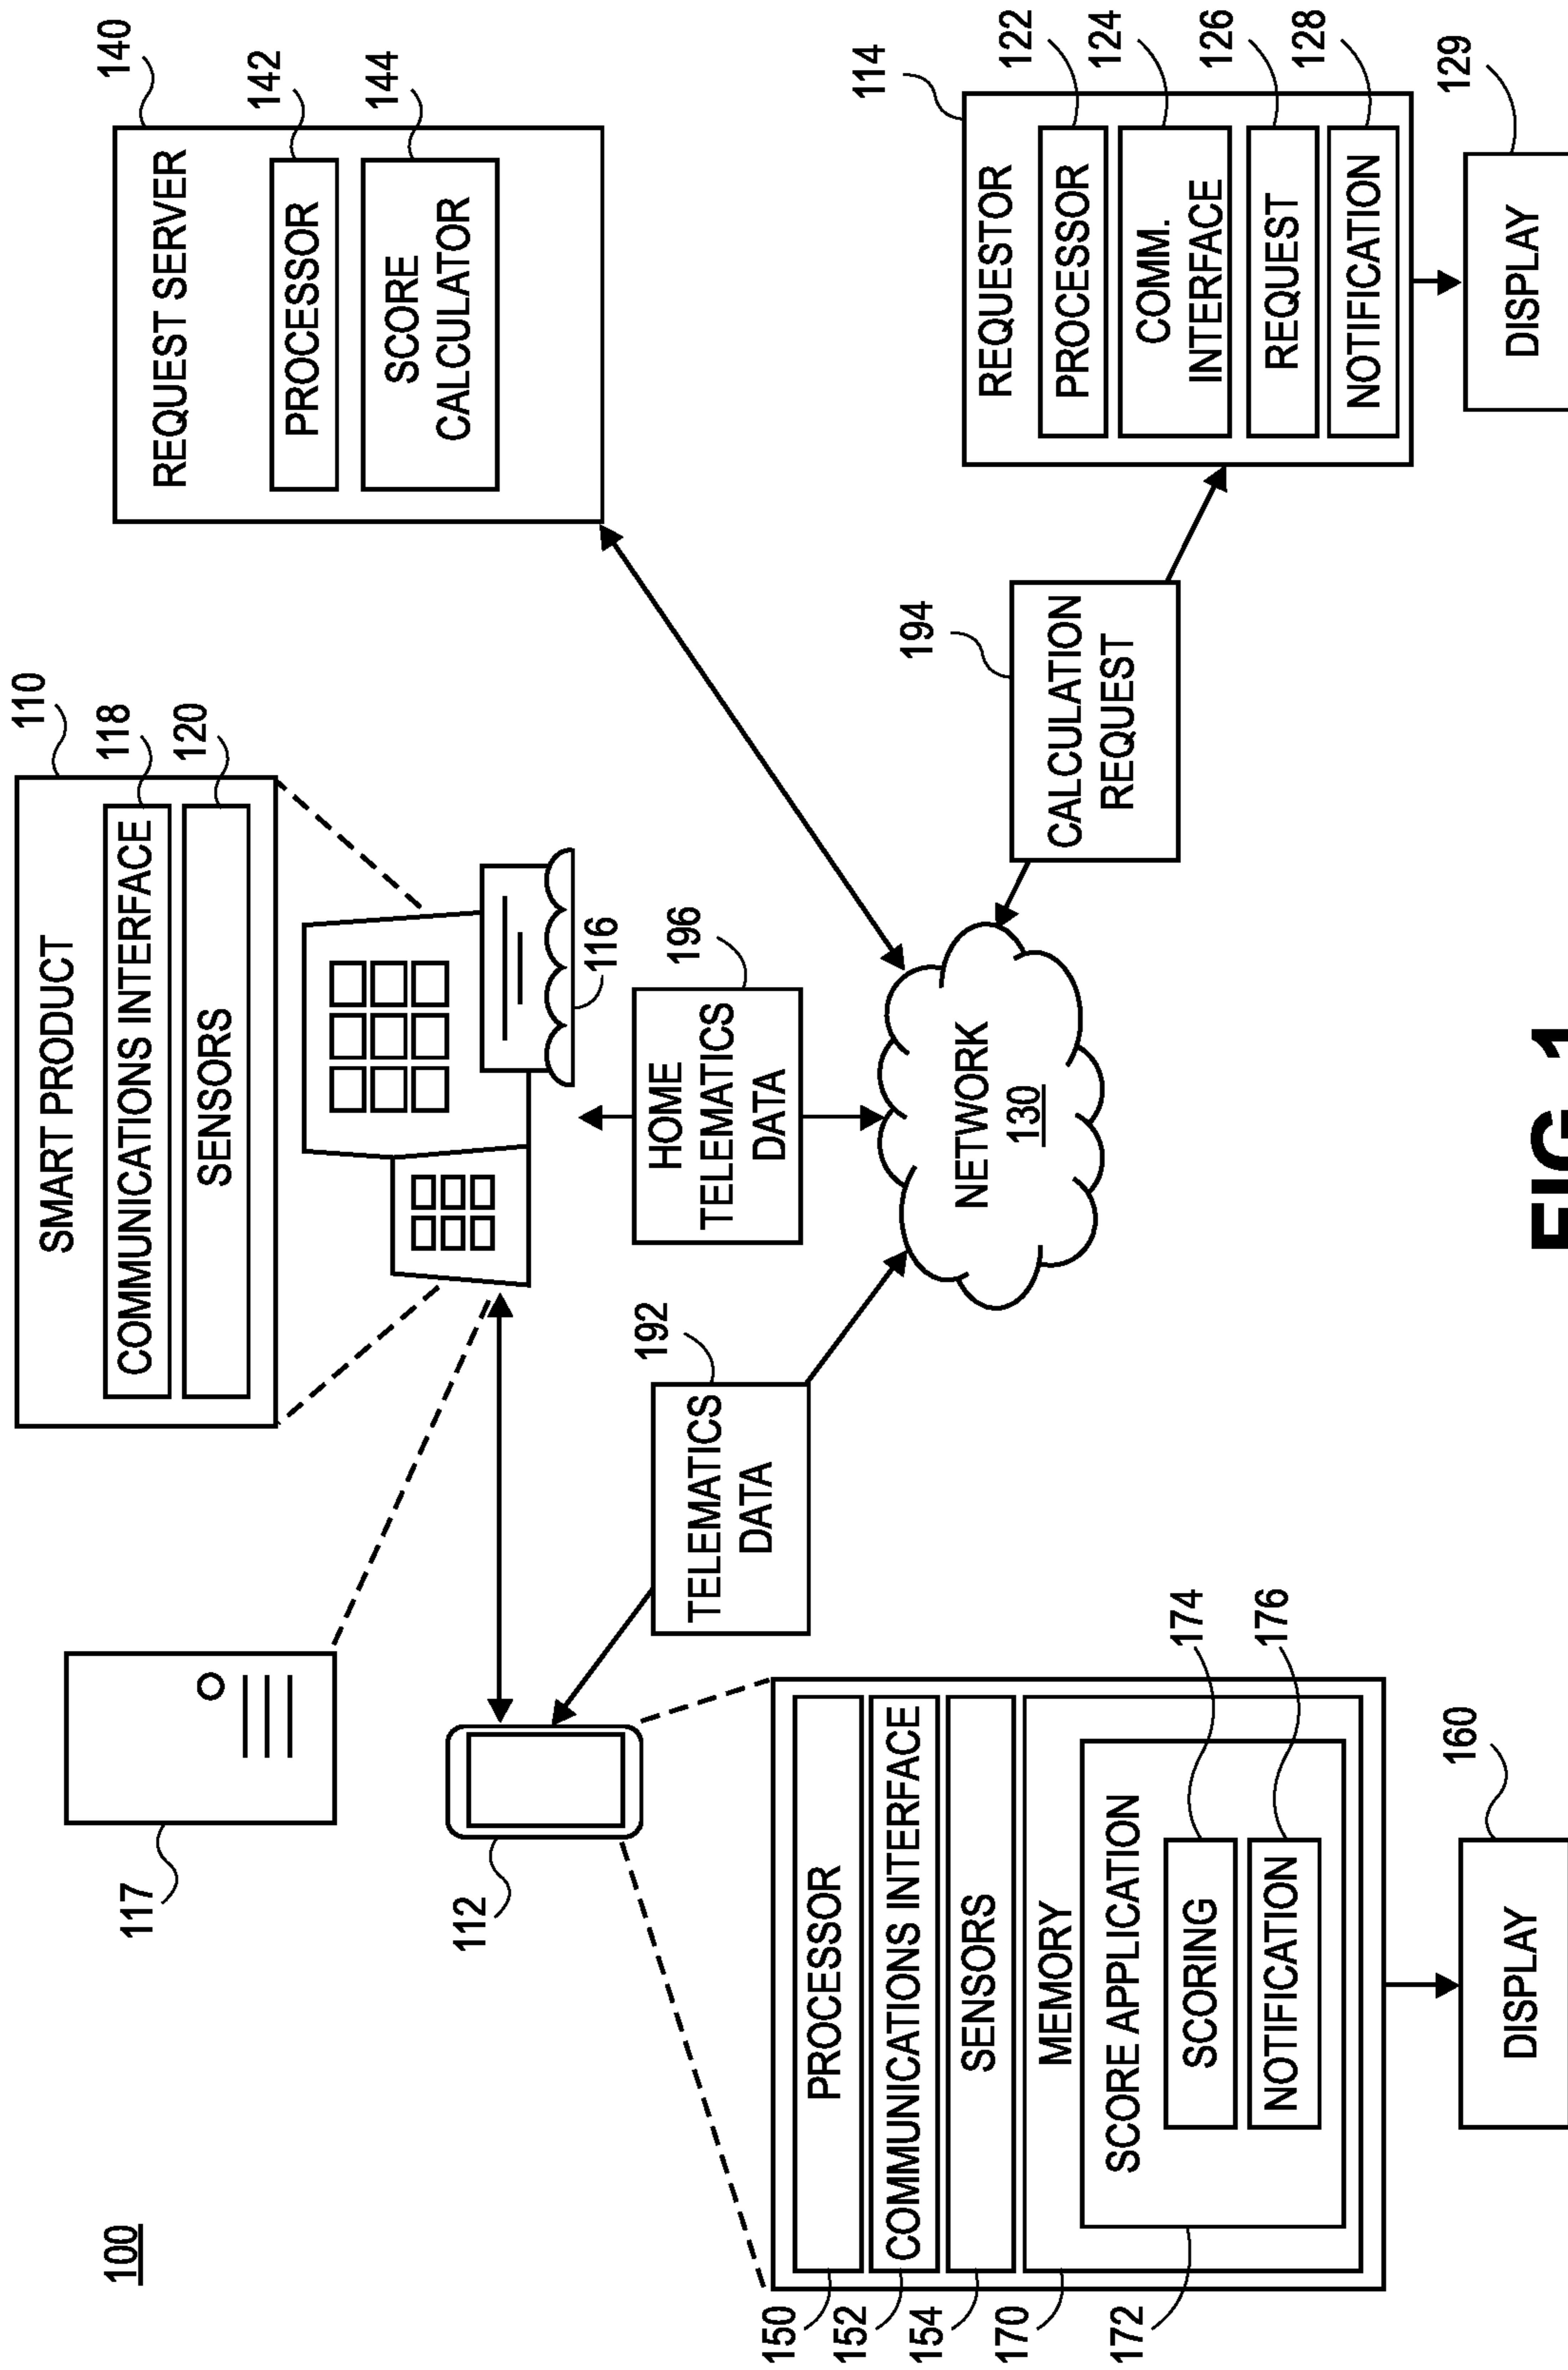 100
117
SMART PRODUCT
110
COMMUNICATIONS INTERFACE
118
SENSORS
120
REQUEST SERVER
140
PROCESSOR
142
SCORE
CALCULATOR
144
116
112
TELEMATICS
DATA
192
HOME
TELEMATICS
DATA
196
NETWORK
130
CALCULATION
REQUEST
194
150
PROCESSOR
152
COMMUNICATIONS INTERFACE
154
SENSORS
170
MEMORY
172
SCORE APPLICATION
SCORING
174
NOTIFICATION
176
DISPLAY
160
REQUESTOR
114
PROCESSOR
122
COMM.
INTERFACE
124
REQUEST
126
NOTIFICATION
128
DISPLAY
129
FIG. 1